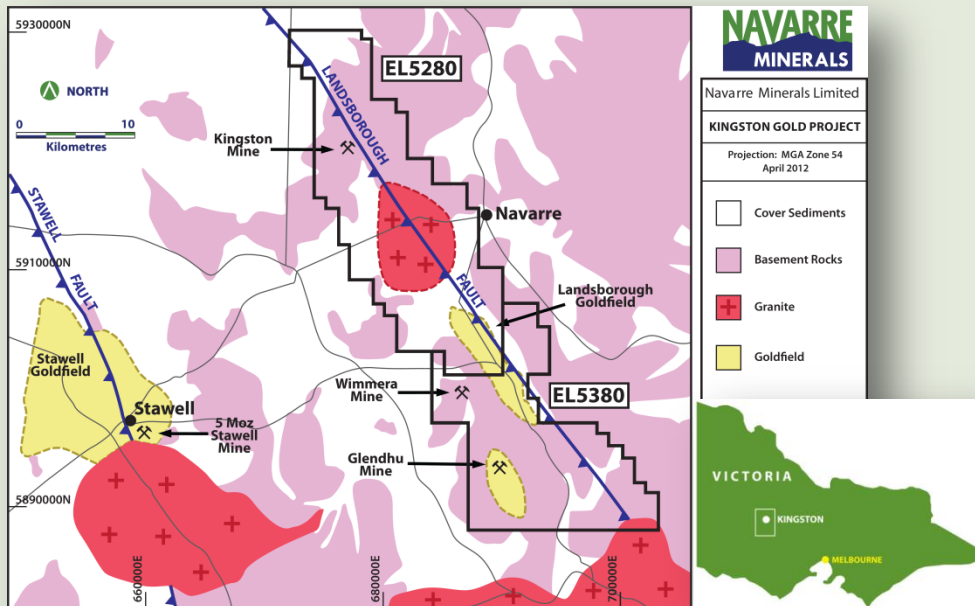 5930000N
NORTH
0 10
Kilometres
EL5280
LANDSBOROUGH
FAULT
Kingston
Mine
STAWELL
FAULT
Navarre
5910000N
Landsborough
Goldfield
Stawell
Goldfield
Wimmera
Mine
EL5380
Stawell
5 Moz
Stawell
Mine
Glendhu
Mine
5890000N
660000E
680000E
700000E
NAVARRE
MINERALS
Navarre Minerals Limited
KINGSTON GOLD PROJECT
Projection: MGA Zone 54
April 2012
Cover Sediments
Basement Rocks
Granite
Goldfield
VICTORIA
KINGSTON
MELBOURNE